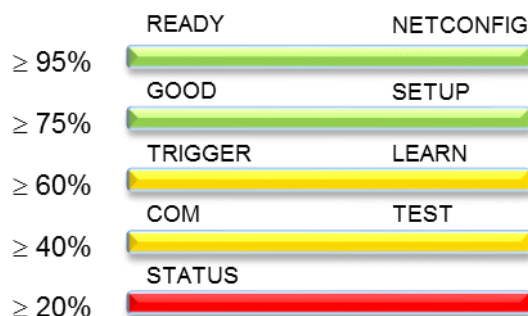 READY NETCONFIG
≥ 95%
GOOD SETUP
≥ 75%
TRIGGER LEARN
≥ 60%
COM TEST
≥ 40%
STATUS
≥ 20%